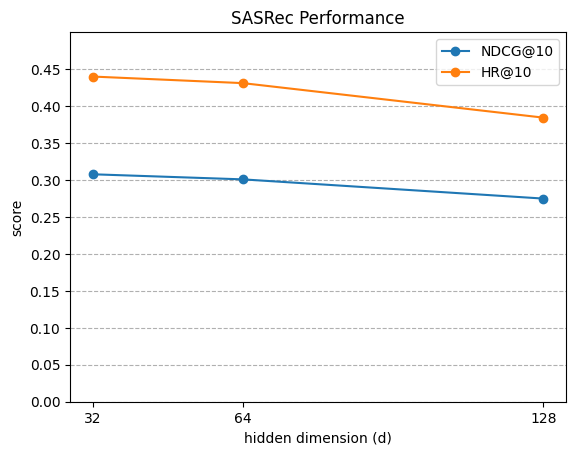 SASRec Performance
NDCG@10
HR@10
0.45
0.40
0.35
0.30
0.25
0.20
0.15
0.10
0.05
0.00
score
32 64 128
hidden dimension (d)